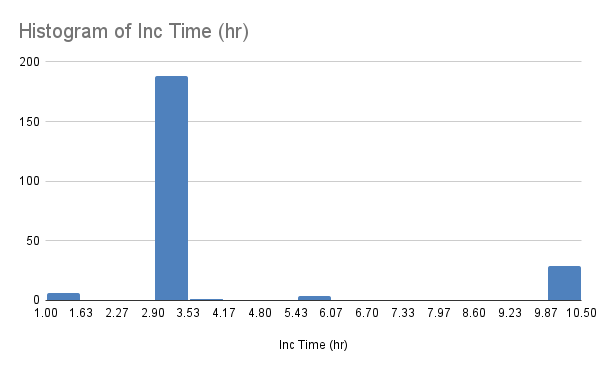 Histogram of Inc Time (hr)
200
150
100
50
0
1.00 1.63 2.27 2.90 3.53 4.17 4.80 5.43 6.07 6.70 7.33 7.97 8.60 9.23 9.87 10.50
Inc Time (hr)